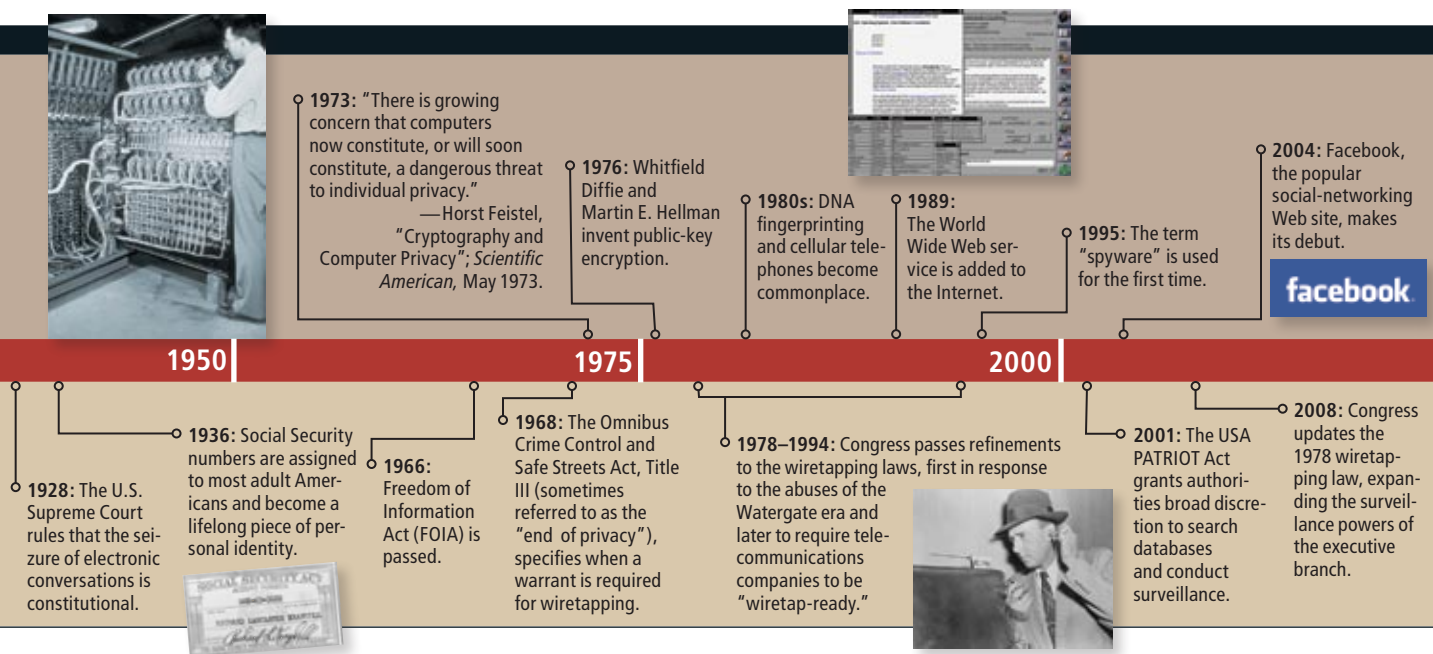 1973: "There is growing
concern that computers
now constitute, or will soon
constitute, a dangerous threat
to individual privacy."
—Horst Feistel,
"Cryptography and
Computer Privacy"; Scientific
American, May 1973.
1976: Whitfield
Diffie and
Martin E. Hellman
invent public-key
encryption.
1980s: DNA
fingerprinting
and cellular tele-
phones become
commonplace.
1989:
The World
Wide Web ser-
vice is added to
the Internet.
1995: The term
"spyware" is used
for the first time.
2004: Facebook,
the popular
social-networking
Web site, makes
its debut.
facebook
1950
1975
2000
1928: The U.S.
Supreme Court
rules that the sei-
zure of electronic
conversations is
constitutional.
1936: Social Security
numbers are assigned
to most adult Amer-
icans and become a
lifelong piece of per-
sonal identity.
SOCIAL SECURITY ACT
1966:
Freedom of
Information
Act (FOIA) is
passed.
1968: The Omnibus
Crime Control and
Safe Streets Act, Title
III (sometimes
referred to as the
"end of privacy"),
specifies when a
warrant is required
for wiretapping.
1978–1994: Congress passes refinements
to the wiretapping laws, first in response
to the abuses of the
Watergate era and
later to require tele-
communications
companies to be
"wiretap-ready."
2001: The USA
PATRIOT Act
grants authori-
ties broad discre-
tion to search
databases
and conduct
surveillance.
2008: Congress
updates the
1978 wiretap-
ping law, expan-
ding the surveil-
lance powers of
the executive
branch.